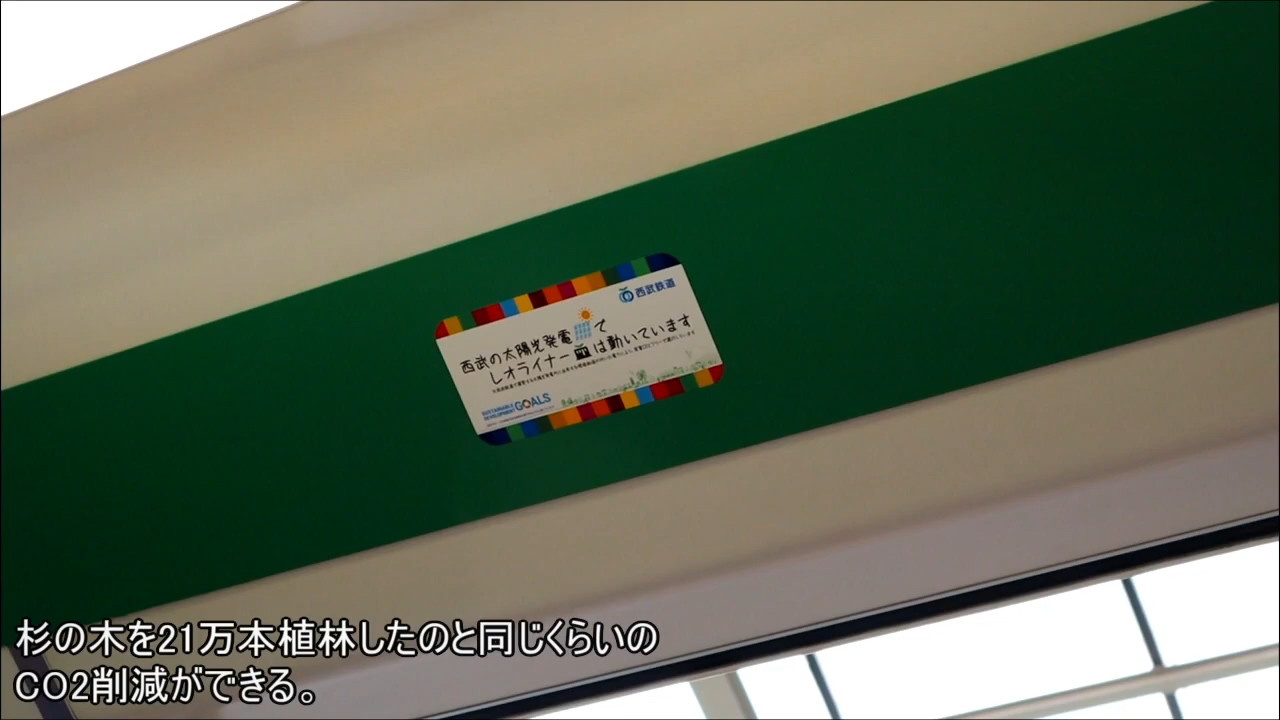 西武鉄道
西武の太陽光発電で
レオライナーは動いています
SUSTAINABLE
DEVELOPMENT GOALS
杉の木を21万本植林したのと同じくらいの
CO2削減ができる。